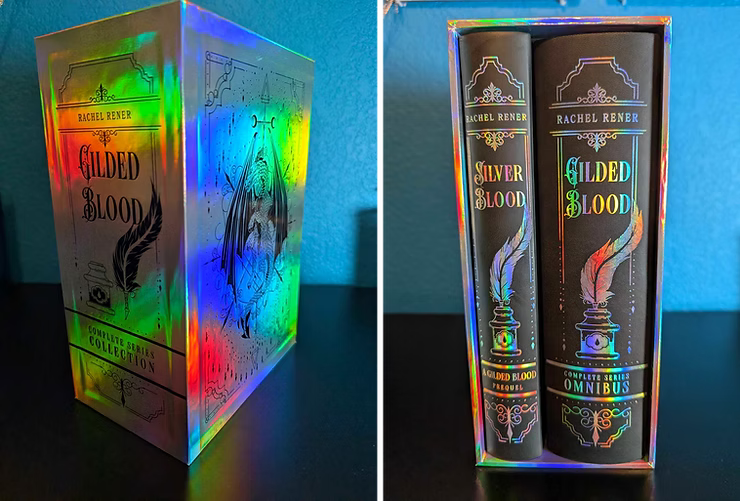 RACHEL RENER
GILDED
BLOOD
COMPLETE SERIES
COLLECTION
RACHEL RENER
SILVER
BLOOD
A GILDED BLOOD
PREQUEL
RACHEL RENER
GILDED
BLOOD
COMPLETE SERIES
OMNIBUS